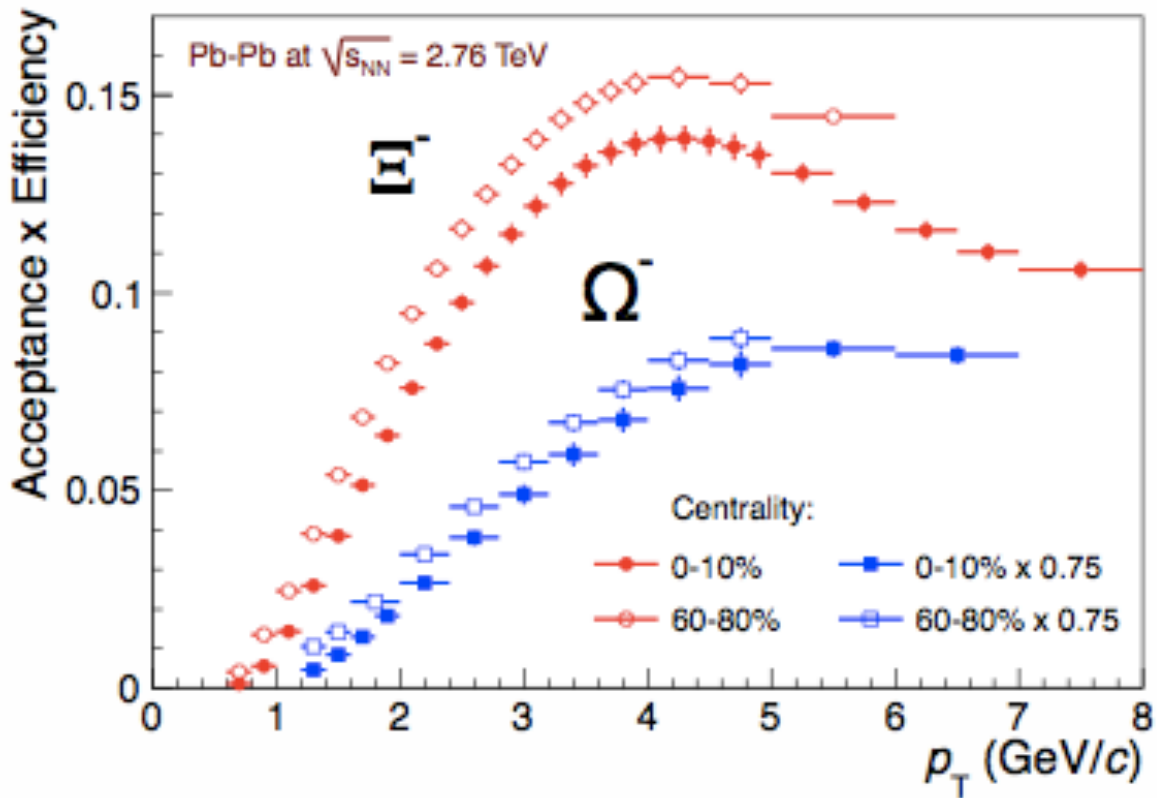 Pb-Pb at √sNN = 2.76 TeV
Acceptance x Efficiency
0.15
0.1
0.05
0
Ξ-
Ω-
Centrality:
0-10% 0-10% x 0.75
60-80% 60-80% x 0.75
0 1 2 3 4 5 6 7 8
pT (GeV/c)